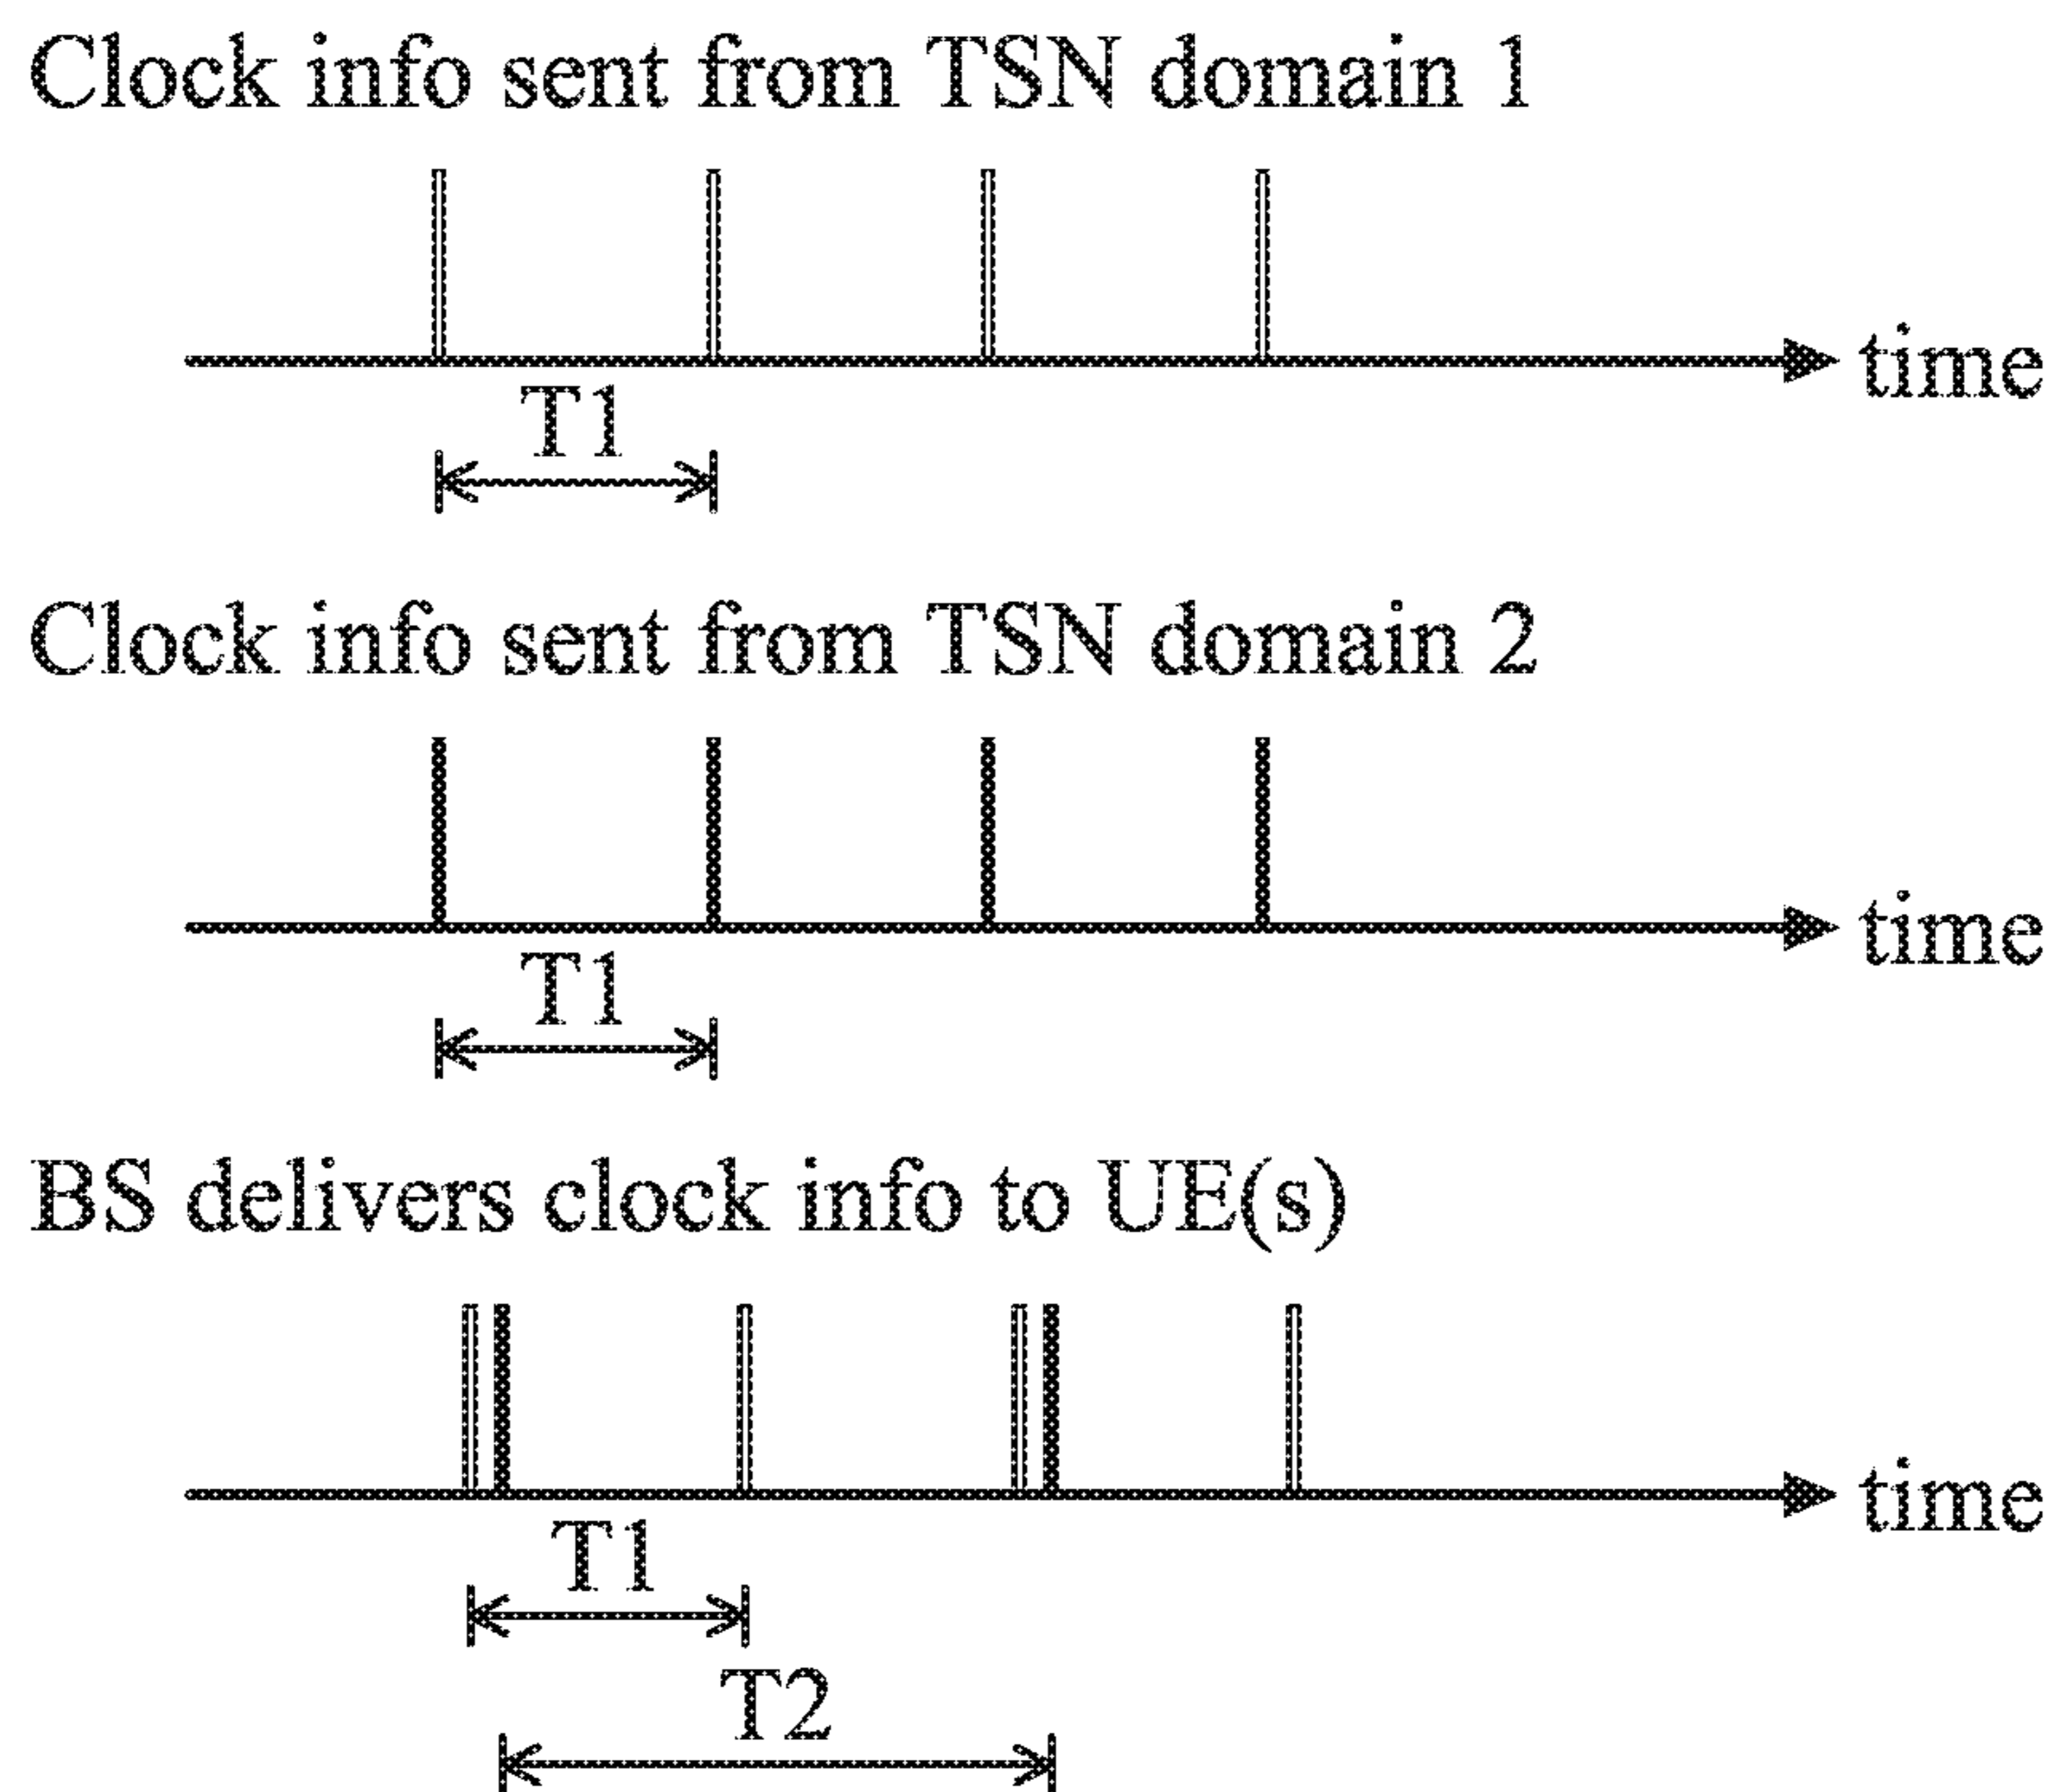 Clock info sent from TSN domain 1
time
T1
Clock info sent from TSN domain 2
time
T1
BS delivers clock info to UE(s)
time
T1
T2